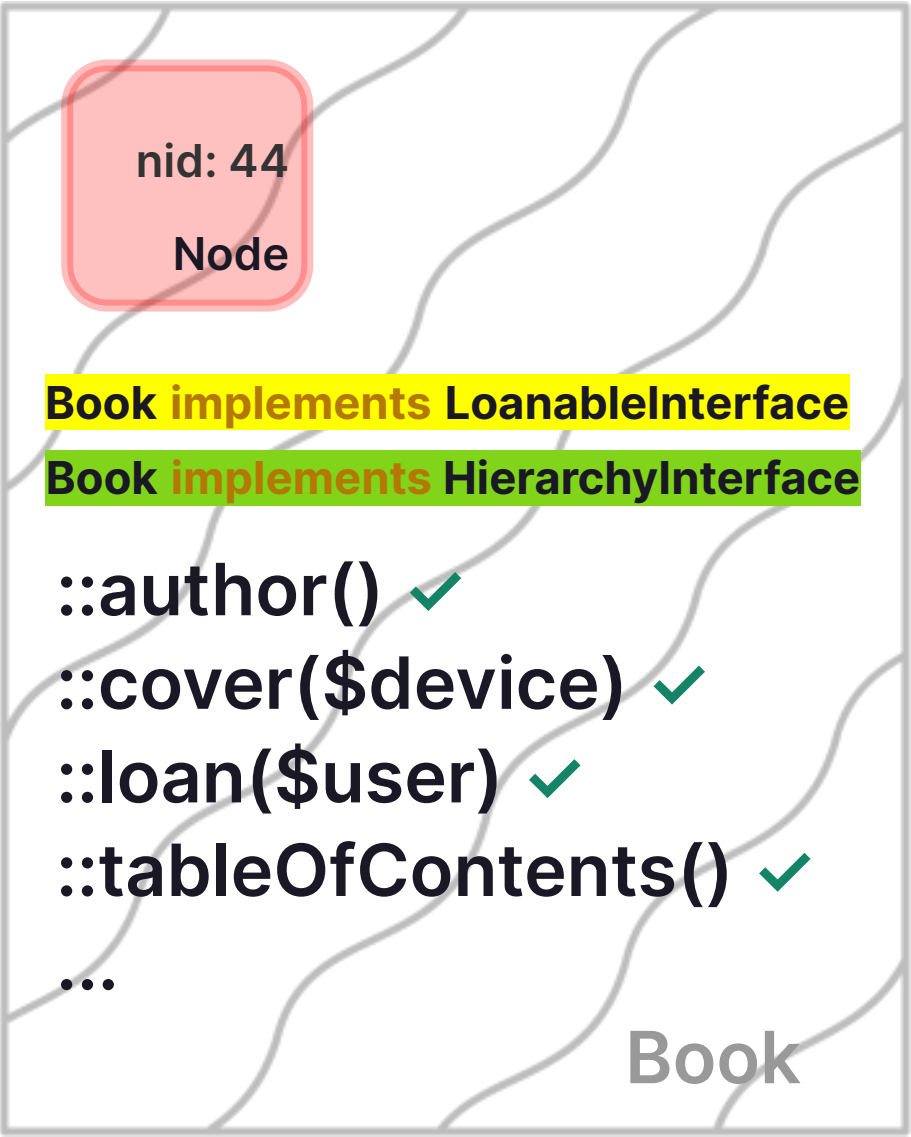 nid: 44
Node
Book implements LoanableInterface
Book implements HierarchyInterface
::author() ✓
::cover($device) ✓
::loan($user) ✓
::tableOfContents() ✓
...
Book